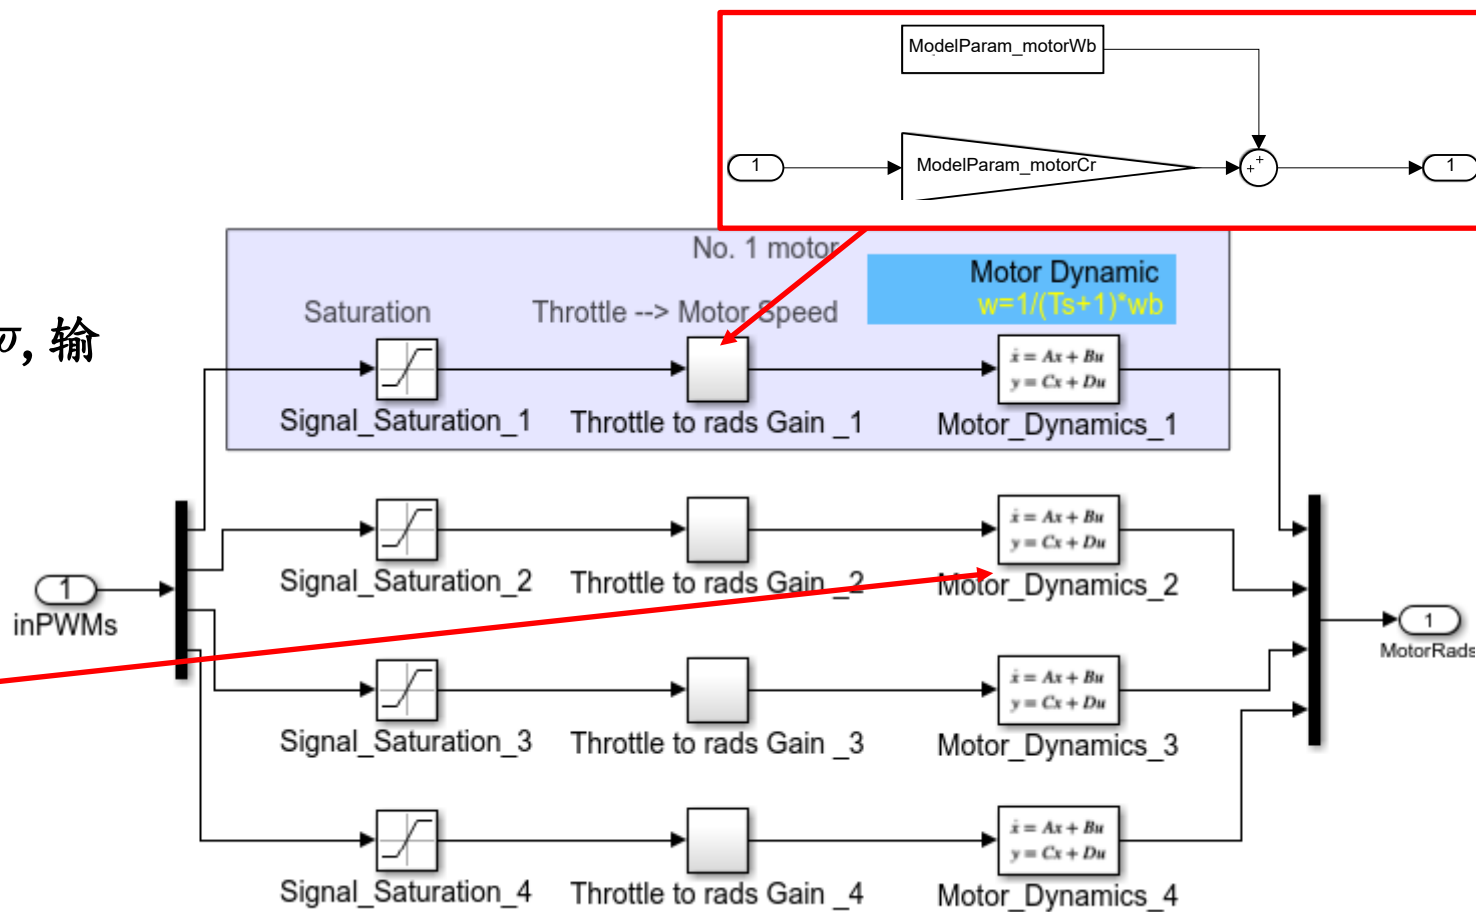 ModelParam_motorWb
1
ModelParam_motorCr
+
+
1
No. 1 motor
Motor Dynamic
w=1/(Ts+1)*wb
Saturation
Throttle --> Motor Speed
ϖ, 输
ẋ = Ax + Bu
y = Cx + Du
Signal_Saturation_1
Throttle to rads Gain _1
Motor_Dynamics_1
ẋ = Ax + Bu
y = Cx + Du
Signal_Saturation_2
Throttle to rads Gain _2
Motor_Dynamics_2
1
inPWMs
1
MotorRads
ẋ = Ax + Bu
y = Cx + Du
Signal_Saturation_3
Throttle to rads Gain _3
Motor_Dynamics_3
ẋ = Ax + Bu
y = Cx + Du
Signal_Saturation_4
Throttle to rads Gain _4
Motor_Dynamics_4